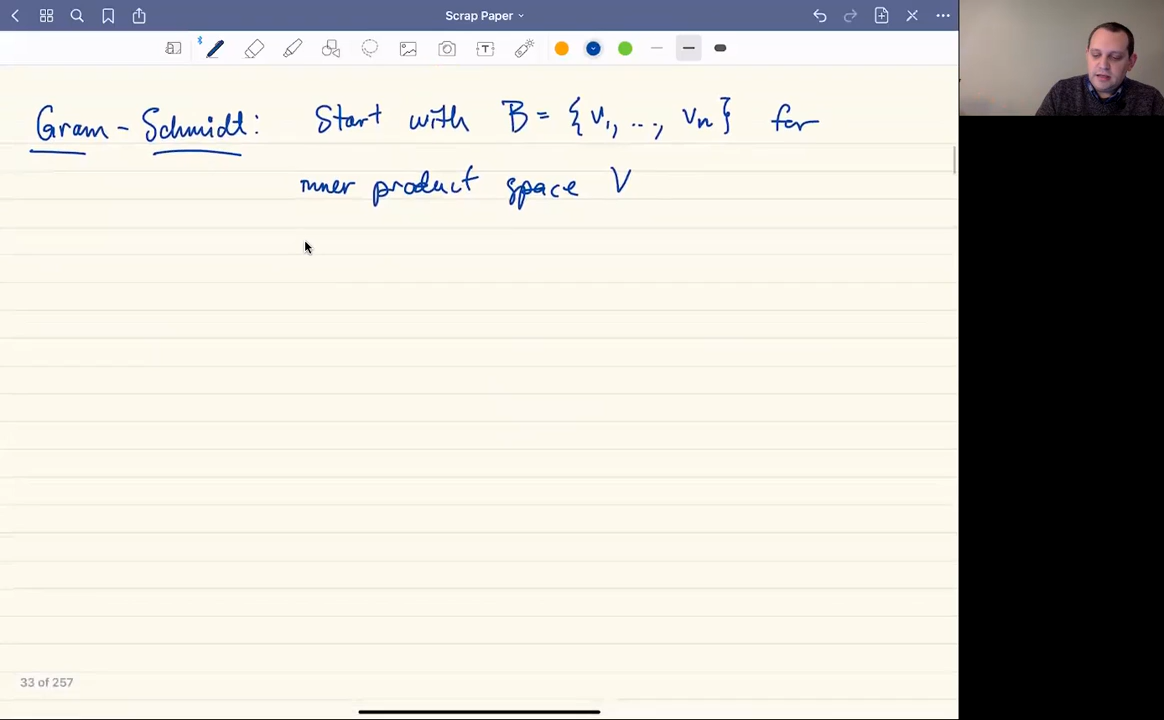 Scrap Paper
Gram - Schmidt: Start with B = {v₁, ..., vₙ} for
inner product space V
33 of 257